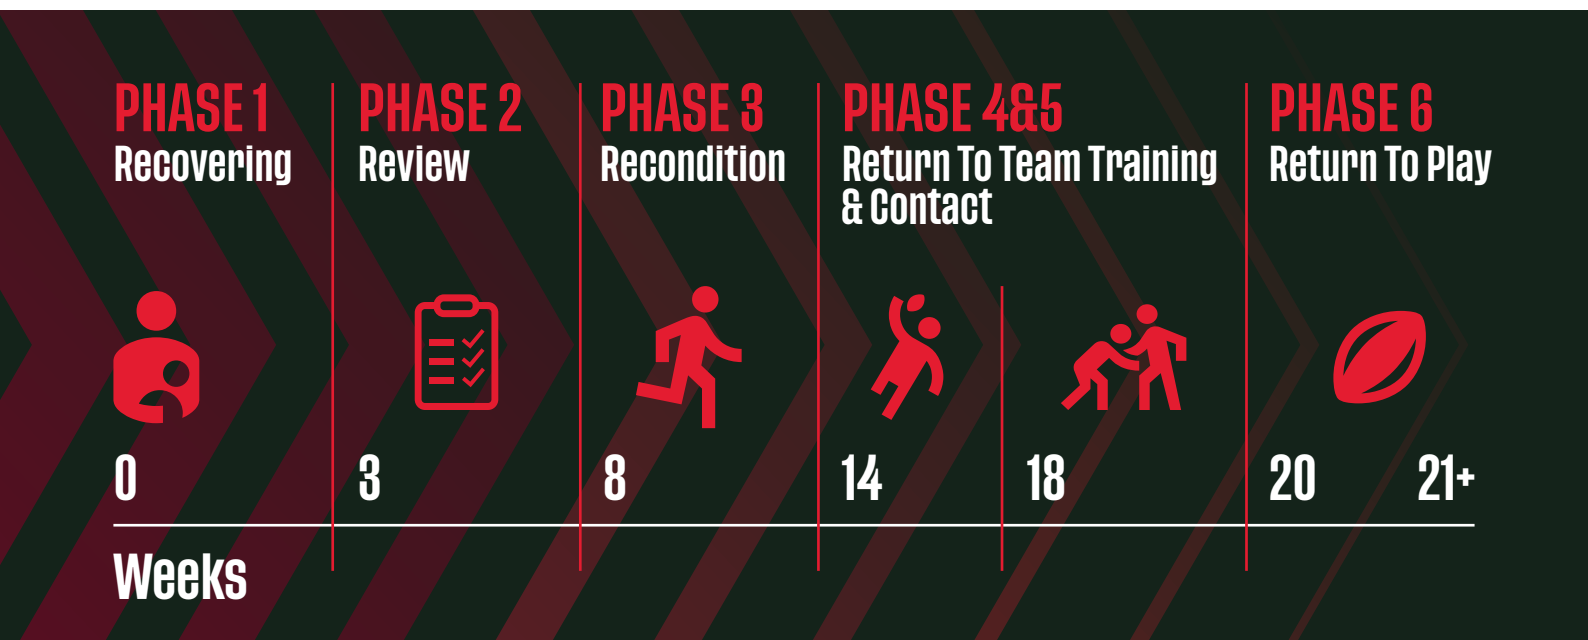 PHASE 1
Recovering
PHASE 2
Review
PHASE 3
Recondition
PHASE 4&5
Return To Team Training
& Contact
PHASE 6
Return To Play
0
3
8
14
18
20
21+
Weeks